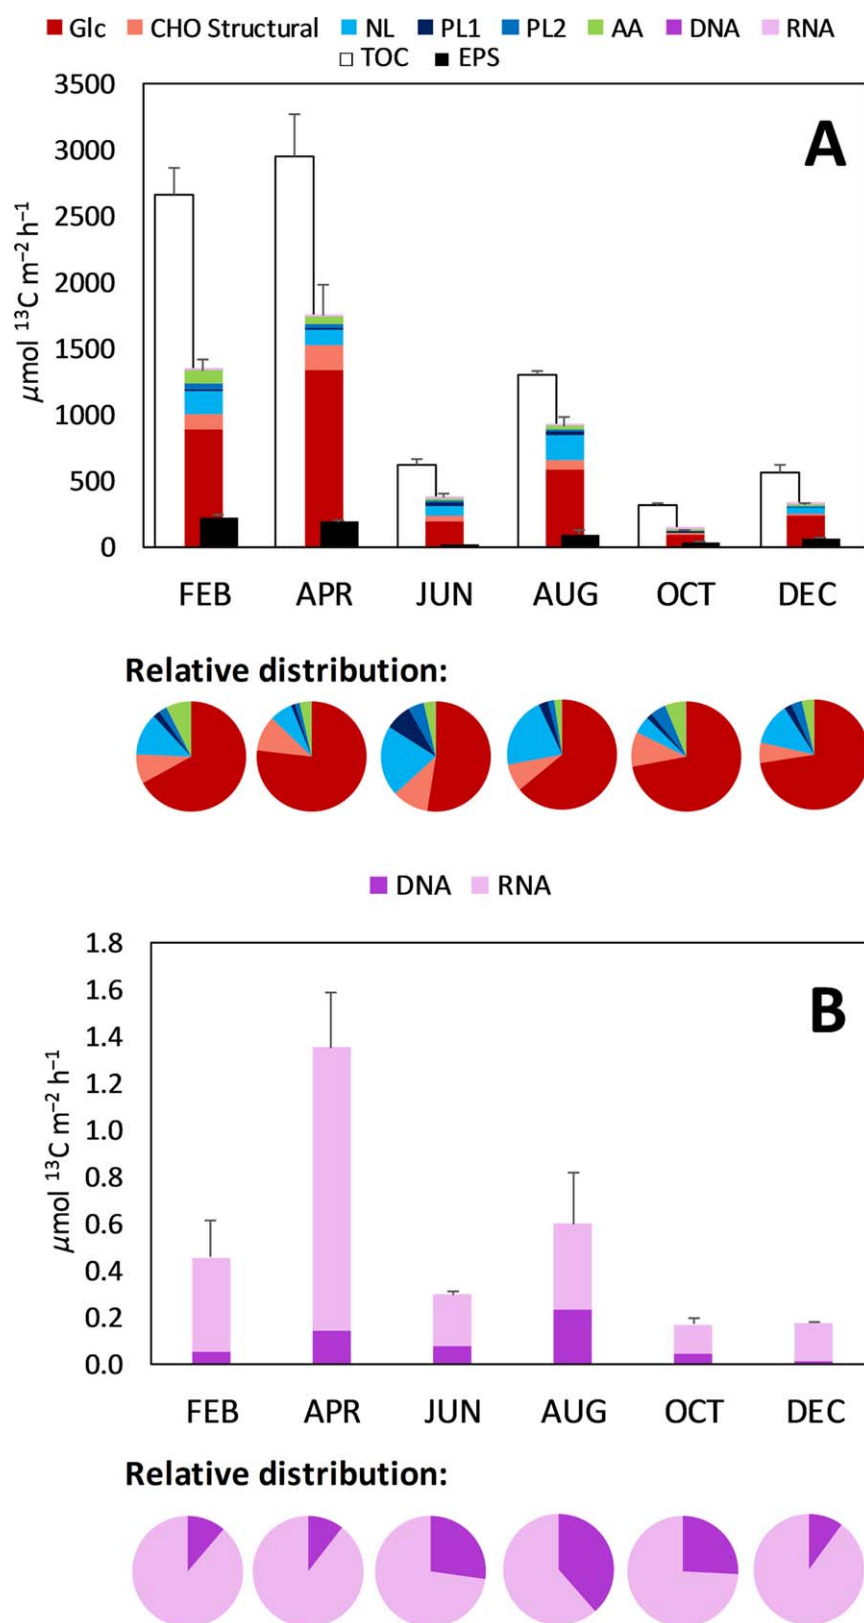 Glc CHO Structural NL PL1 PL2 AA DNA RNA
TOC EPS
A
μmol ¹³C m⁻² h⁻¹
3500
3000
2500
2000
1500
1000
500
0
FEB APR JUN AUG OCT DEC
Relative distribution:
DNA RNA
B
μmol ¹³C m⁻² h⁻¹
1.8
1.6
1.4
1.2
1.0
0.8
0.6
0.4
0.2
0.0
FEB APR JUN AUG OCT DEC
Relative distribution: